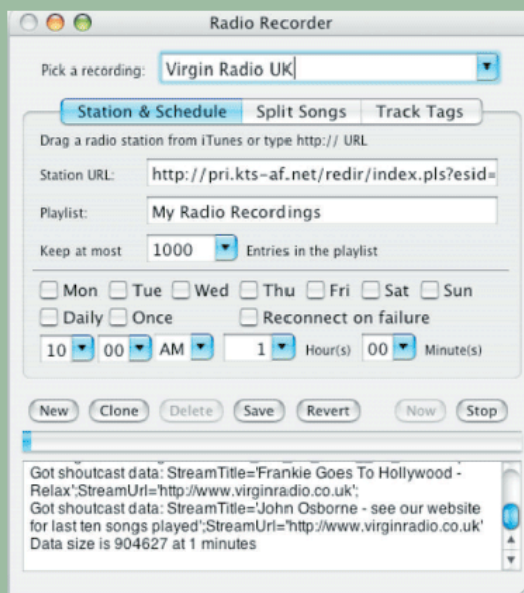 Radio Recorder
Pick a recording: Virgin Radio UK
Station & Schedule Split Songs Track Tags
Drag a radio station from iTunes or type http:// URL
Station URL: http://pri.kts-af.net/redir/index.pls?esid=
Playlist: My Radio Recordings
Keep at most 1000 Entries in the playlist
Mon Tue Wed Thu Fri Sat Sun
Daily Once Reconnect on failure
10 00 AM 1 Hour(s) 00 Minute(s)
New Clone Delete Save Revert Now Stop
Got shoutcast data: StreamTitle='Frankie Goes To Hollywood -
Relax';StreamUrl='http://www.virginradio.co.uk';
Got shoutcast data: StreamTitle='John Osborne - see our website
for last ten songs played';StreamUrl='http://www.virginradio.co.uk'
Data size is 904627 at 1 minutes